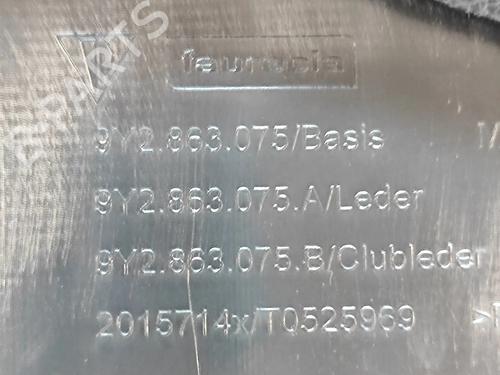 faurecia
9Y2.863.075/Basis
9Y2.863.075.A/Leder
9Y2.863.075.B/Clubleder
2015714x/T0525969